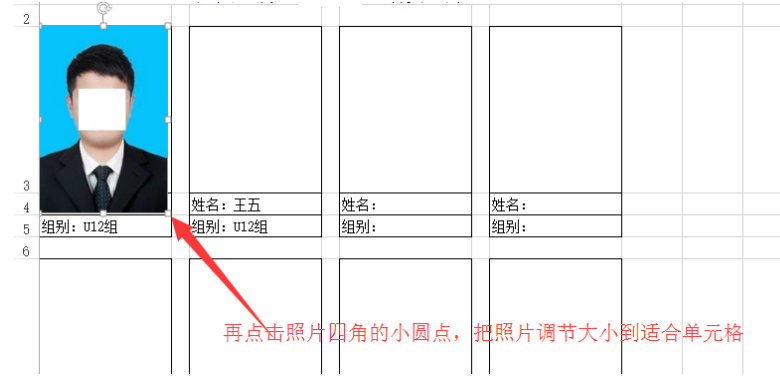 2
3
4
姓名：王五
姓名：
姓名：
5
组别：U12组
组别：U12组
组别：
组别：
6
再点击照片四角的小圆点，把照片调节大小到适合单元格